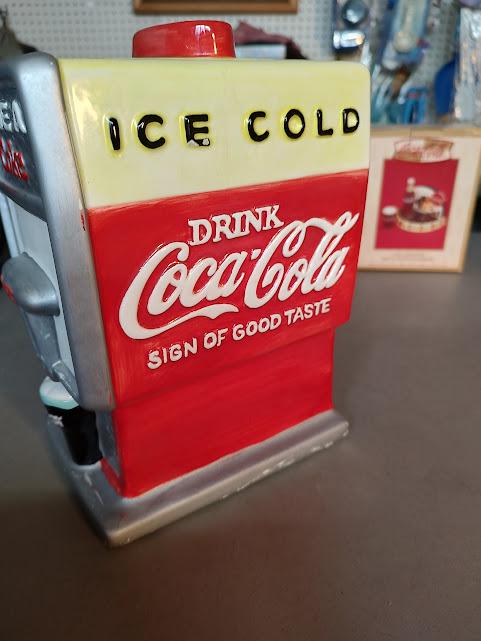 ICE COLD
DRINK
Coca-Cola
SIGN OF GOOD TASTE